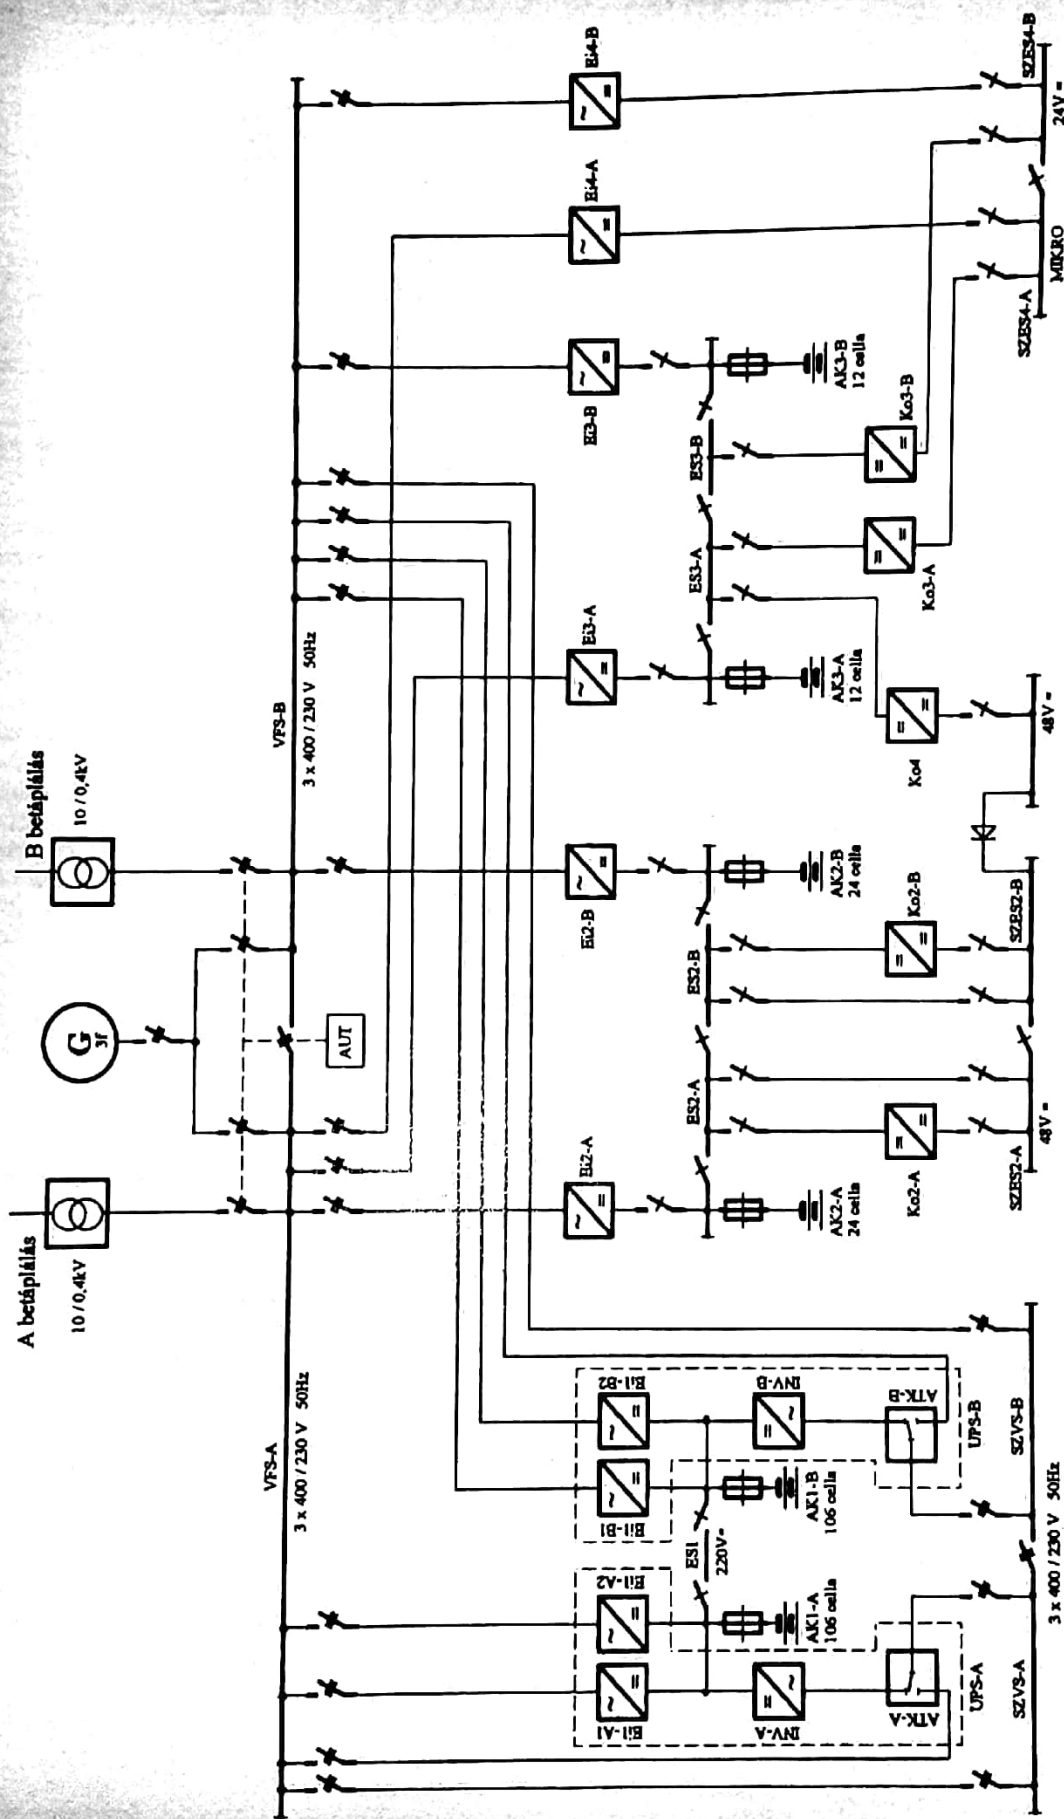 A betáplálás
10 / 0,4kV
G
3f
B betáplálás
10 / 0,4kV
AUT
VFS-A
3 x 400 / 230 V 50Hz
VFS-B
3 x 400 / 230 V 50Hz
Ei1-A1
Ei1-A2
Ei1-B1
Ei1-B2
Ei2-A
Ei2-B
Ei3-A
Ei3-B
Ei4-A
Ei4-B
ES1
220V=
ES2-A
ES2-B
ES3-A
ES3-B
INV-A
AK1-A
106 cella
AK1-B
106 cella
INV-B
AK2-A
24 cella
AK2-B
24 cella
AK3-A
12 cella
AK3-B
12 cella
ATK-A
ATK-B
Ko2-A
Ko2-B
Ko4
Ko3-A
Ko3-B
UPS-A
UPS-B
SZVS-A
SZVS-B
3 x 400 / 230 V 50Hz
SZES2-A
SZES2-B
48V =
48V =
SZES4-A
SZES4-B
MIKRO
24V =